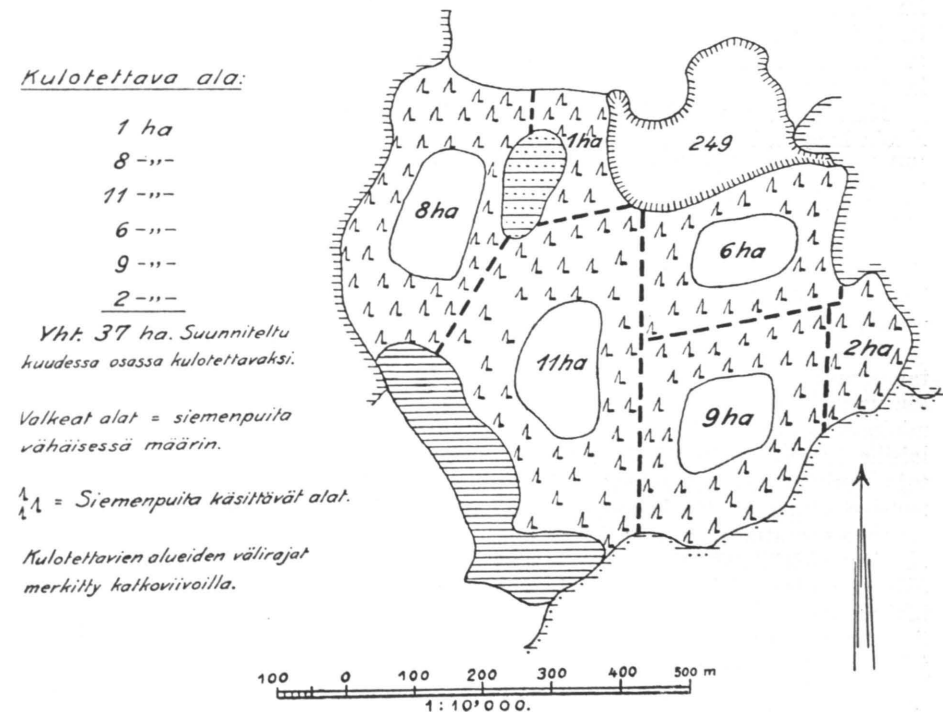 Kulotettava ala:
1 ha
8 -„-
11 -„-
6 -„-
9 -„-
2 -„-
Yht. 37 ha. Suunniteltu
kuudessa osassa kulotettavaksi.
Valkeat alat = siemenpuita
vähäisessä määrin.
= Siemenpuita käsittävät alat.
Kulotettavien alueiden välirajat
merkitty katkoviivoilla.
1ha
249
8ha
6ha
11ha
2ha
9ha
100 0 100 200 300 400 500 m
1:10'000.